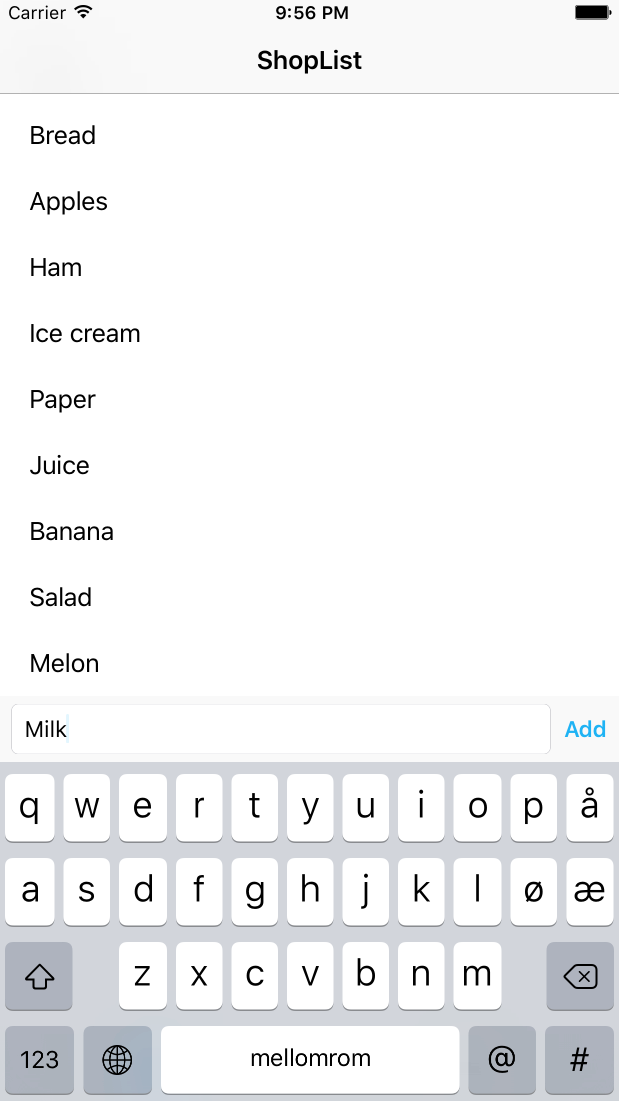 Carrier 9:56 PM
ShopList
Bread
Apples
Ham
Ice cream
Paper
Juice
Banana
Salad
Melon
Milk Add
q w e r t y u i o p å
a s d f g h j k l ø æ
z x c v b n m
123 mellomrom @ #